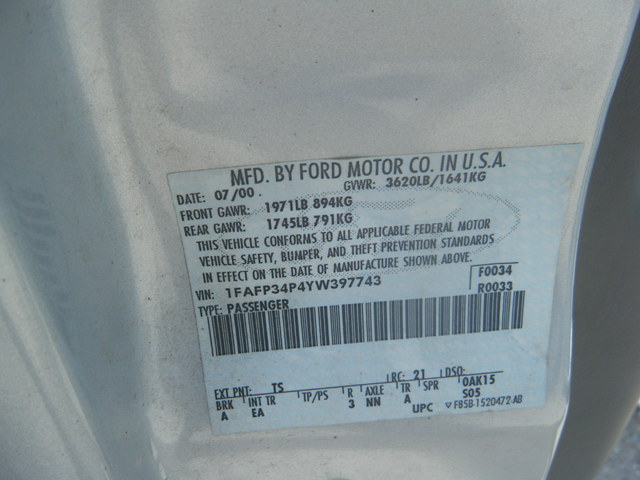 MFD. BY FORD MOTOR CO. IN U.S.A.
DATE: 07/00 GVWR: 3620LB/1641KG
FRONT GAWR: 1971LB 894KG
REAR GAWR: 1745LB 791KG
THIS VEHICLE CONFORMS TO ALL APPLICABLE FEDERAL MOTOR
VEHICLE SAFETY, BUMPER, AND THEFT PREVENTION STANDARDS
IN EFFECT ON THE DATE OF MANUFACTURE SHOWN ABOVE.
VIN: 1FAFP34P4YW397743 F0034
TYPE: PASSENGER R0033
EXT PNT: TS RC: 21 DSO:
BRK INT TR TP/PS R AXLE TR SPR 0AK15
A EA 3 NN A S05
UPC ▽ F85B-1520472-AB